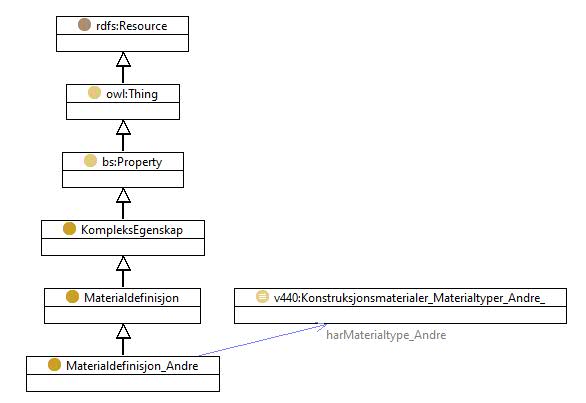 rdfs:Resource
owl:Thing
bs:Property
KompleksEgenskap
Materialdefinisjon
v440:Konstruksjonsmaterialer_Materialtyper_Andre_
harMaterialtype_Andre
Materialdefinisjon_Andre